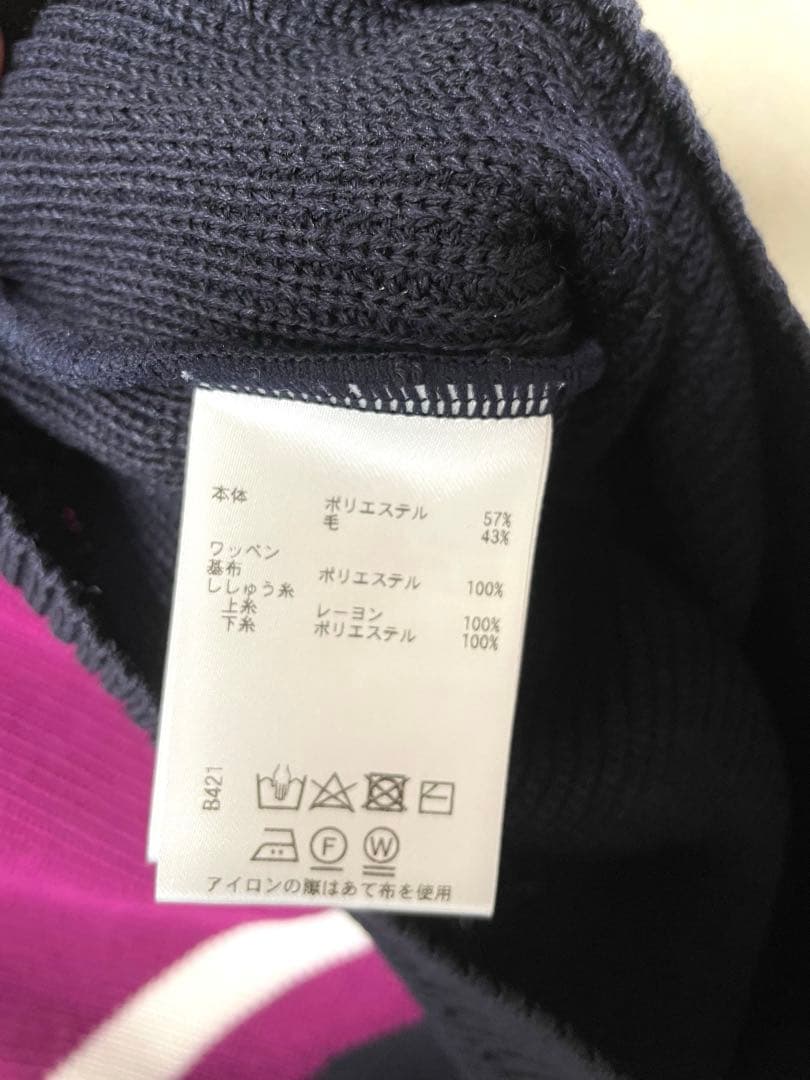 本体 ポリエステル 57%
毛 43%
ワッペン
基布 ポリエステル 100%
ししゅう糸
上糸 レーヨン 100%
下糸 ポリエステル 100%
B421
F W
アイロンの際はあて布を使用